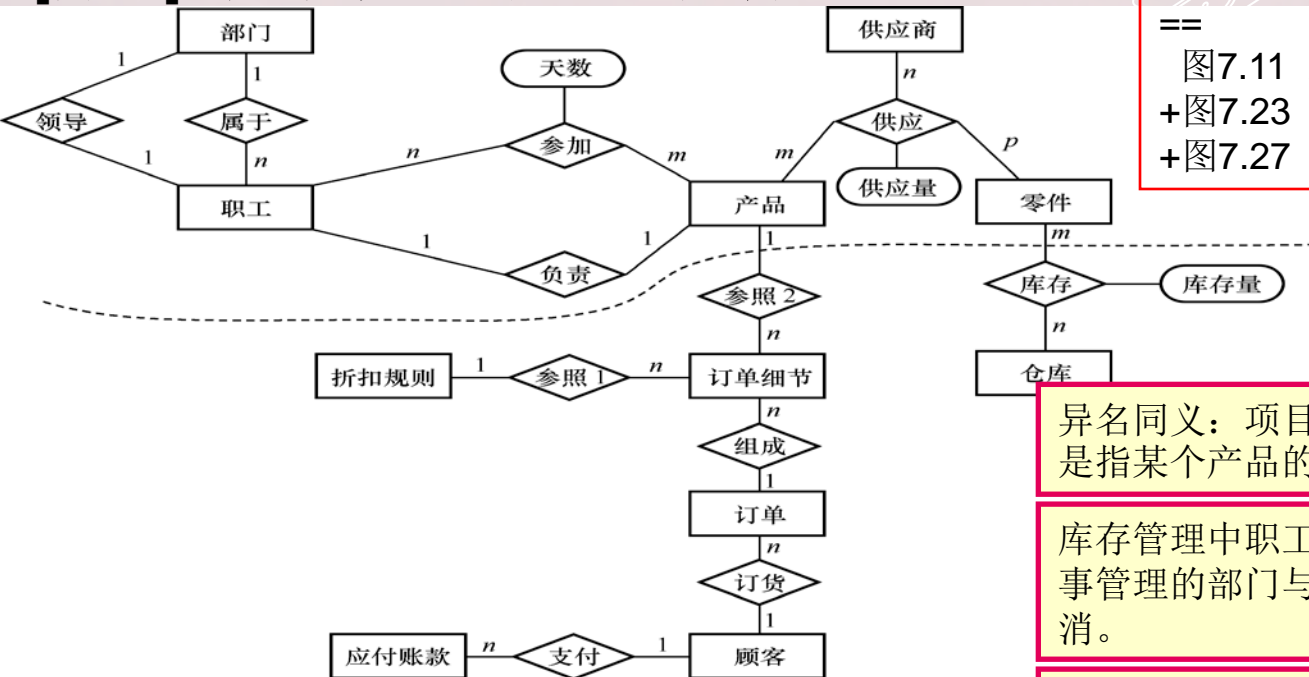 部门
供应商
==
图7.11
+图7.23
+图7.27
1
1
天数
n
领导
属于
供应
参加
1
n
n
m
m
p
职工
产品
供应量
零件
1
1
1
m
负责
参照 2
库存
库存量
n
n
折扣规则
1
参照 1
n
订单细节
仓库
n
组成
1
订单
n
订货
1
应付账款
n
支付
1
顾客
异名同义：项目
是指某个产品的
库存管理中职工
事管理的部门与
消。